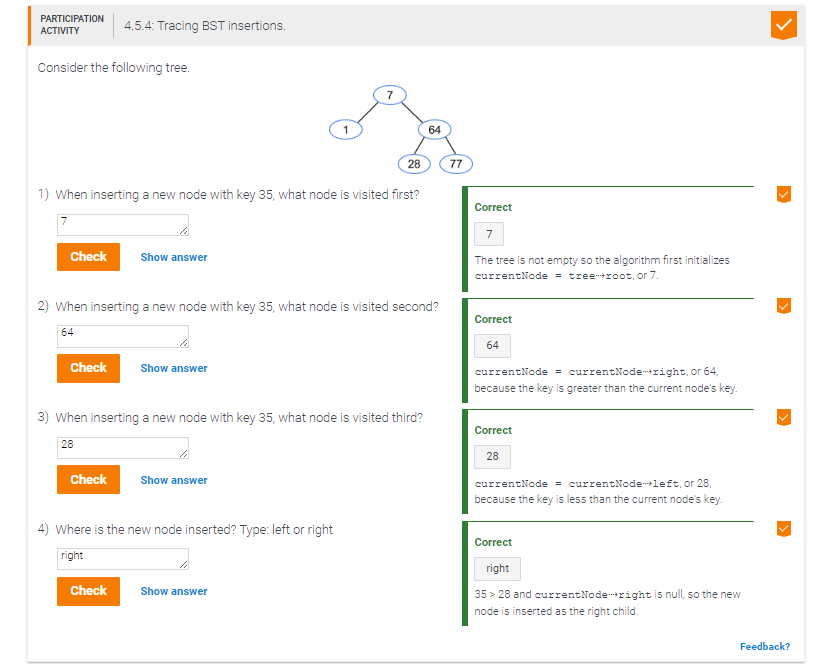 PARTICIPATION
ACTIVITY
4.5.4: Tracing BST insertions.
Consider the following tree.
7
1
64
28
77
1) When inserting a new node with key 35, what node is visited first?
7
Check
Show answer
Correct
7
The tree is not empty so the algorithm first initializes
currentNode = tree→root, or 7.
2) When inserting a new node with key 35, what node is visited second?
64
Check
Show answer
Correct
64
currentNode = currentNode→right, or 64,
because the key is greater than the current node's key.
3) When inserting a new node with key 35, what node is visited third?
28
Check
Show answer
Correct
28
currentNode = currentNode→left, or 28,
because the key is less than the current node's key.
4) Where is the new node inserted? Type: left or right
right
Check
Show answer
Correct
right
35 > 28 and currentNode→right is null, so the new
node is inserted as the right child.
Feedback?